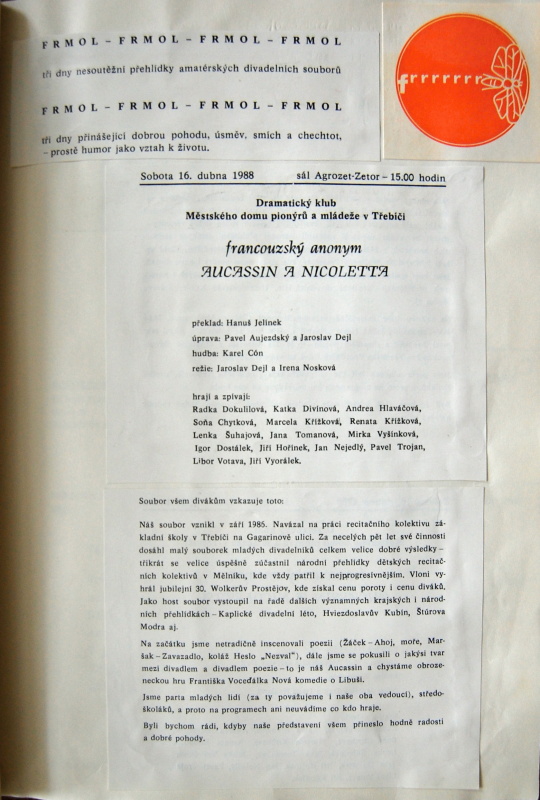 FRMOL – FRMOL – FRMOL – FRMOL
tři dny nesoutěžní přehlídky amatérských divadelních souborů
FRMOL – FRMOL – FRMOL – FRMOL
tři dny přinášející dobrou pohodu, úsměv, smích a chechtot,
– prostě humor jako vztah k životu.
frrrrrrrr
Sobota 16. dubna 1988 sál Agrozet-Zetor – 15.00 hodin
Dramatický klub
Městského domu pionýrů a mládeže v Třebíči
francouzský anonym
AUCASSIN A NICOLETTA
překlad: Hanuš Jelínek
úprava: Pavel Aujezdský a Jaroslav Dejl
hudba: Karel Cón
režie: Jaroslav Dejl a Irena Nosková
hrají a zpívají:
Radka Dokulilová, Katka Divinová, Andrea Hlaváčová,
Soňa Chytková, Marcela Křížková, Renata Křížková,
Lenka Šuhajová, Jana Tomanová, Mirka Vyšínková,
Igor Dostálek, Jiří Hořínek, Jan Nejedlý, Pavel Trojan,
Libor Votava, Jiří Vyorálek.
Soubor všem divákům vzkazuje toto:
Náš soubor vznikl v září 1985. Navázal na práci recitačního kolektivu zá-
kladní školy v Třebíči na Gagarinově ulici. Za necelých pět let své činnosti
dosáhl malý souborek mladých divadelníků celkem velice dobré výsledky –
třikrát se velice úspěšně zúčastnil národní přehlídky dětských recitač-
ních kolektivů v Mělníku, kde vždy patřil k nejprogresivnějším. Vloni vy-
hrál jubilejní 30. Wolkerův Prostějov, kde získal cenu poroty i cenu diváků.
Jako host soubor vystoupil na řadě dalších významných krajských i národ-
ních přehlídkách – Kaplické divadelní léto, Hviezdoslavův Kubín, Štúrova
Modra aj.
Na začátku jsme netradičně inscenovali poezii (Žáček – Ahoj, moře, Mar-
šak – Zavazadlo, koláž Heslo „Nezval"), dále jsme se pokusili o jakýsi tvar
mezi divadlem a divadlem poezie – to je náš Aucassin a chystáme obroze-
neckou hru Františka Voceďálka Nová komedie o Libuši.
Jsme parta mladých lidí (za ty považujeme i naše oba vedoucí), středo-
školáků, a proto na programech ani neuvádíme co kdo hraje.
Byli bychom rádi, kdyby naše představení všem přineslo hodně radosti
a dobré pohody.